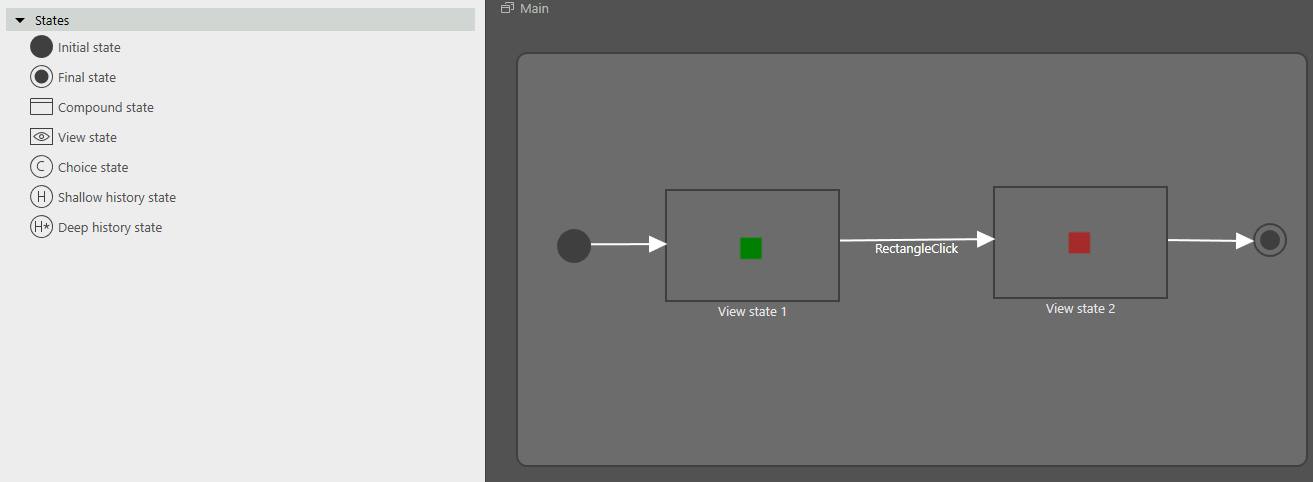 States
Initial state
Final state
Compound state
View state
C Choice state
H Shallow history state
H* Deep history state
Main
RectangleClick
View state 1
View state 2